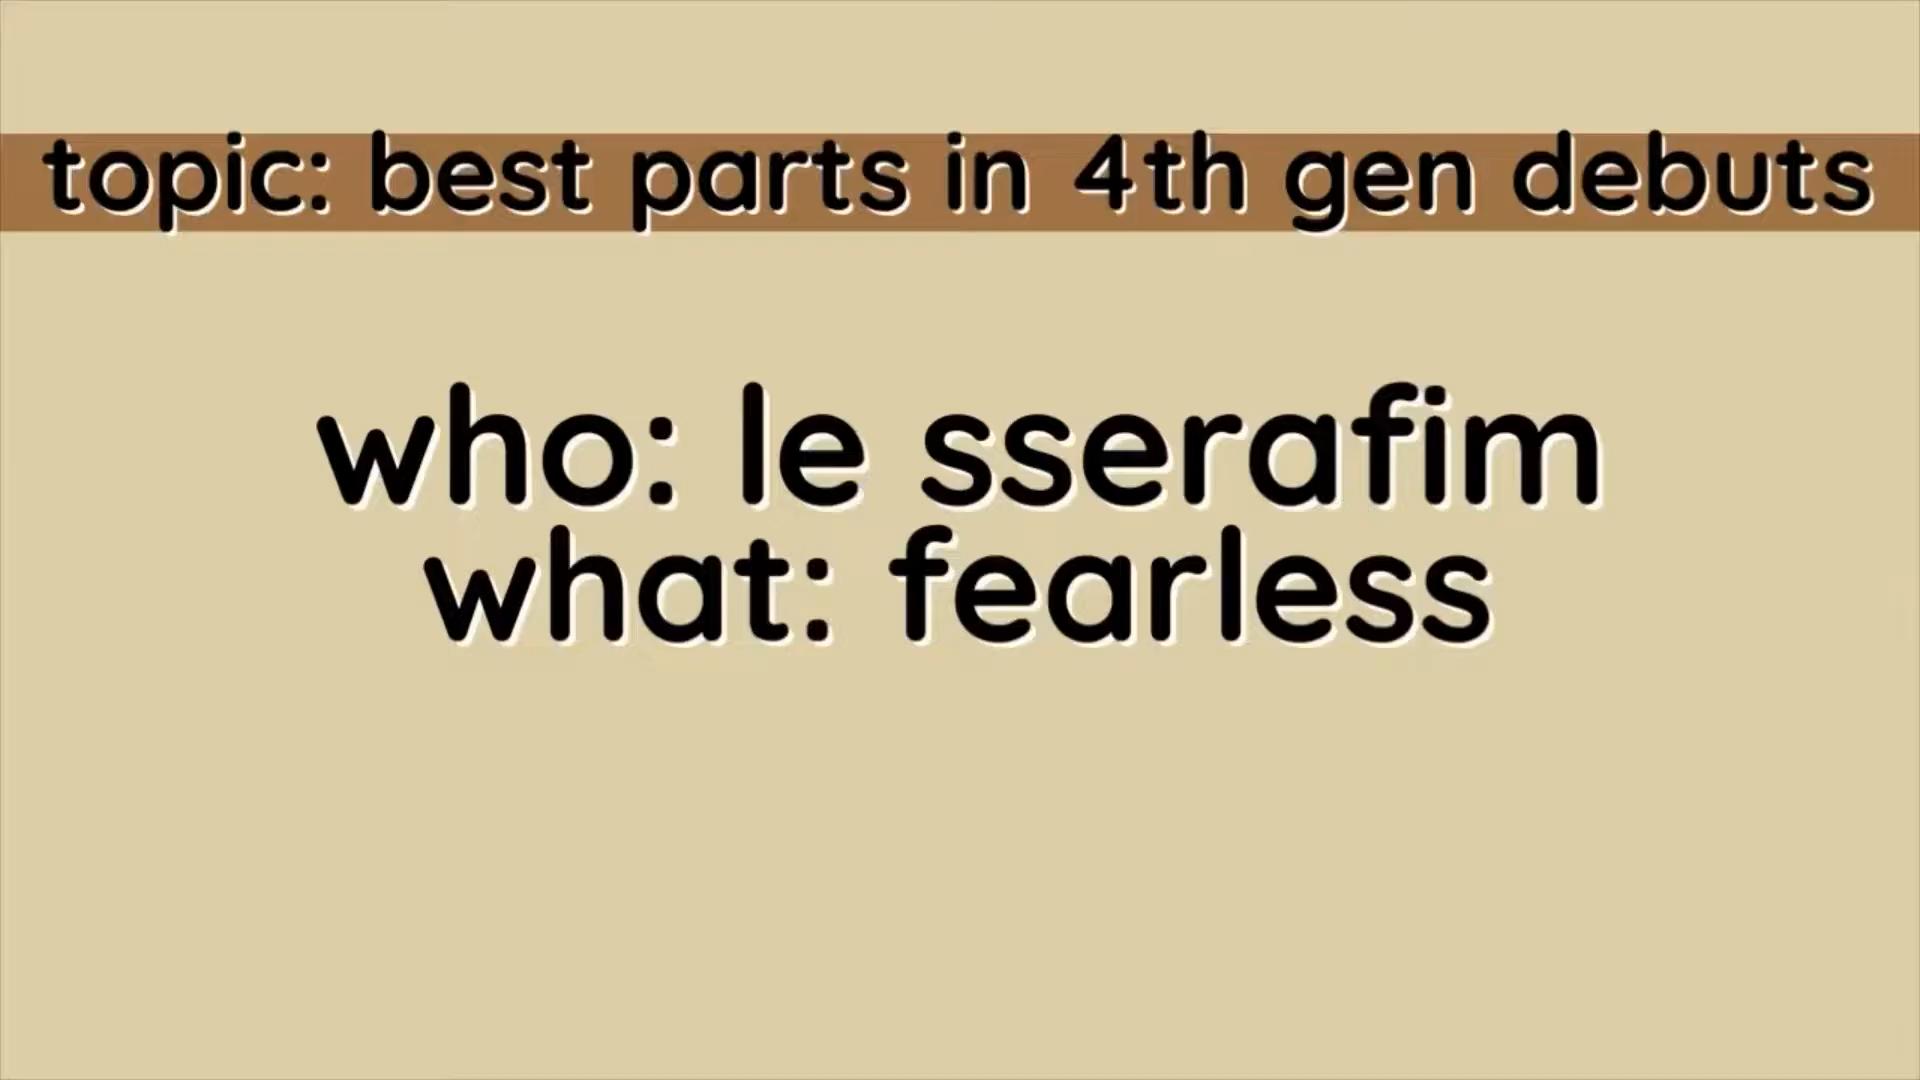 topic: best parts in 4th gen debuts
who: le sserafim
what: fearless